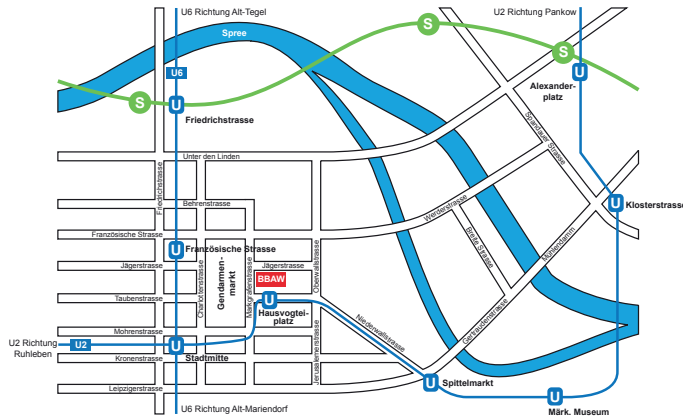 U6 Richtung Alt-Tegel
U2 Richtung Pankow
Spree
S
S
U6
U
Alexander-
platz
S
U
Friedrichstrasse
Spandauer Strasse
Unter den Linden
Friedrichstrasse
Behrenstrasse
Werderstrasse
U
Klosterstrasse
Französische Strasse
U
Französische Strasse
Breite Strasse
Mühlendamm
Jägerstrasse
Charlottenstrasse
Gendarmen-
markt
Markgrafenstrasse
Jägerstrasse
BBAW
Oberwallstrasse
Taubenstrasse
U
Hausvogtei-
platz
Niederwallstrasse
Gertraudenstrasse
Mohrenstrasse
U2 Richtung
Ruhleben
U2
U
Stadtmitte
Kronenstrasse
Jerusalemerstrasse
Leipzigerstrasse
U
Spittelmarkt
U
Märk. Museum
U6 Richtung Alt-Mariendorf